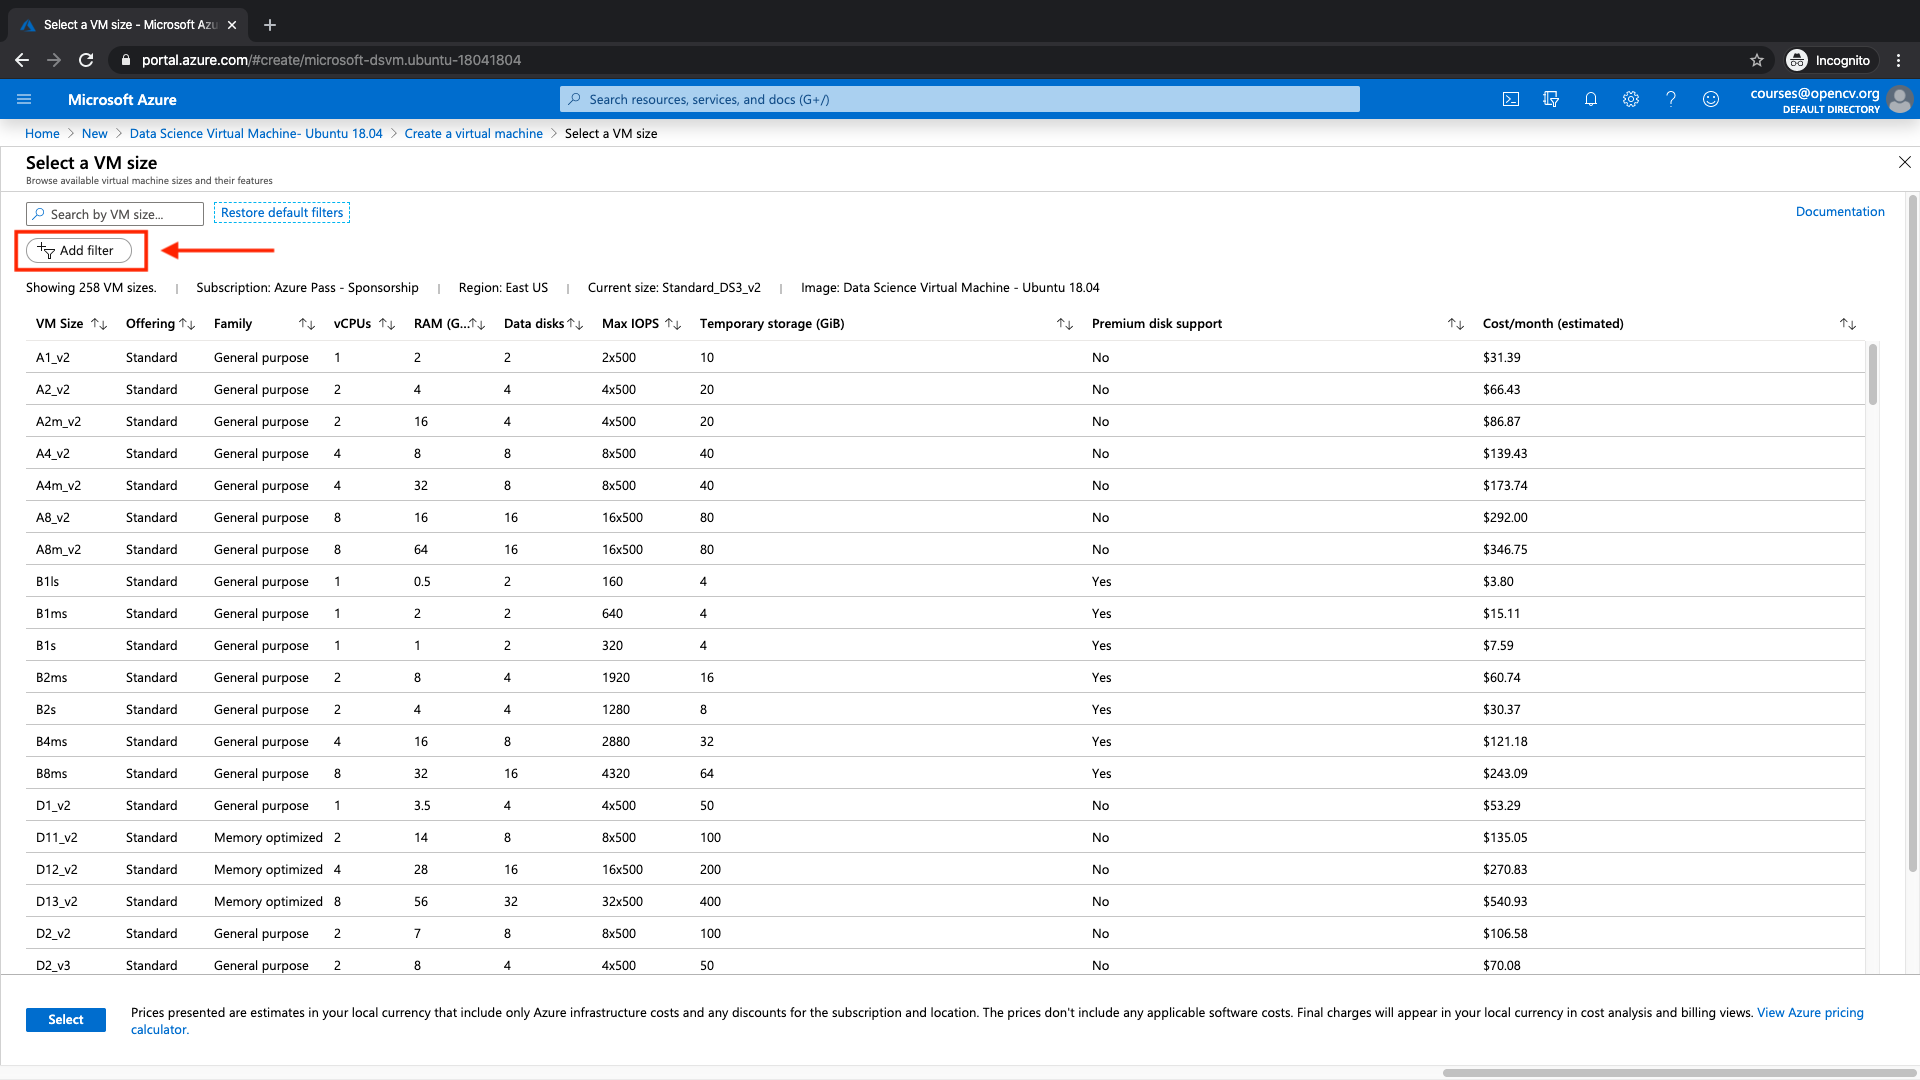 Select a VM size - Microsoft Azu
portal.azure.com/#create/microsoft-dsvm.ubuntu-18041804
Incognito
Microsoft Azure
Search resources, services, and docs (G+/)
courses@opencv.org
DEFAULT DIRECTORY
Home > New > Data Science Virtual Machine- Ubuntu 18.04 > Create a virtual machine > Select a VM size
Select a VM size
Browse available virtual machine sizes and their features
Search by VM size...
Restore default filters
Documentation
Add filter
Showing 258 VM sizes. | Subscription: Azure Pass - Sponsorship | Region: East US | Current size: Standard_DS3_v2 | Image: Data Science Virtual Machine - Ubuntu 18.04
VM Size Offering Family vCPUs RAM (G... Data disks Max IOPS Temporary storage (GiB) Premium disk support Cost/month (estimated)
A1_v2 Standard General purpose 1 2 2 2x500 10 No $31.39
A2_v2 Standard General purpose 2 4 4 4x500 20 No $66.43
A2m_v2 Standard General purpose 2 16 4 4x500 20 No $86.87
A4_v2 Standard General purpose 4 8 8 8x500 40 No $139.43
A4m_v2 Standard General purpose 4 32 8 8x500 40 No $173.74
A8_v2 Standard General purpose 8 16 16 16x500 80 No $292.00
A8m_v2 Standard General purpose 8 64 16 16x500 80 No $346.75
B1ls Standard General purpose 1 0.5 2 160 4 Yes $3.80
B1ms Standard General purpose 1 2 2 640 4 Yes $15.11
B1s Standard General purpose 1 1 2 320 4 Yes $7.59
B2ms Standard General purpose 2 8 4 1920 16 Yes $60.74
B2s Standard General purpose 2 4 4 1280 8 Yes $30.37
B4ms Standard General purpose 4 16 8 2880 32 Yes $121.18
B8ms Standard General purpose 8 32 16 4320 64 Yes $243.09
D1_v2 Standard General purpose 1 3.5 4 4x500 50 No $53.29
D11_v2 Standard Memory optimized 2 14 8 8x500 100 No $135.05
D12_v2 Standard Memory optimized 4 28 16 16x500 200 No $270.83
D13_v2 Standard Memory optimized 8 56 32 32x500 400 No $540.93
D2_v2 Standard General purpose 2 7 8 8x500 100 No $106.58
D2_v3 Standard General purpose 2 8 4 4x500 50 No $70.08
Select
Prices presented are estimates in your local currency that include only Azure infrastructure costs and any discounts for the subscription and location. The prices don't include any applicable software costs. Final charges will appear in your local currency in cost analysis and billing views. View Azure pricing
calculator.